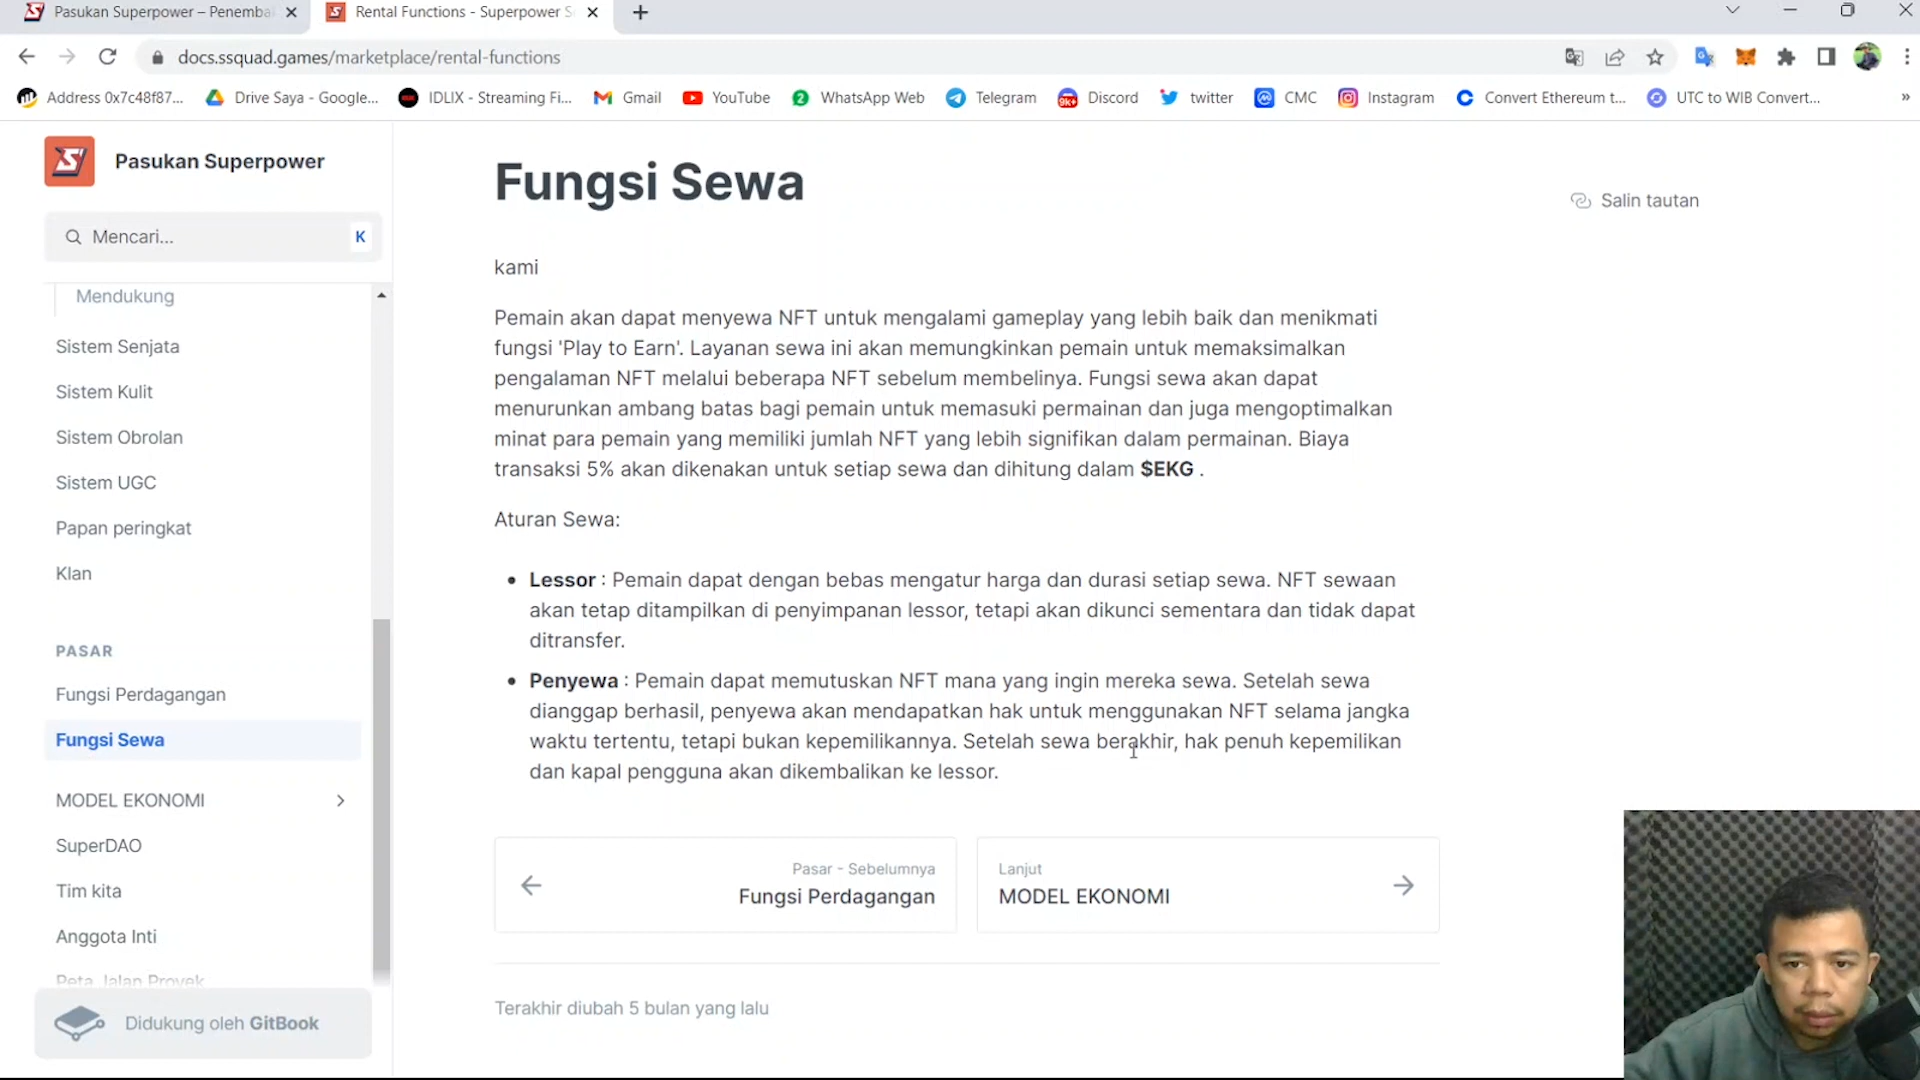 Pasukan Superpower – Penemba
Rental Functions - Superpower S
docs.ssquad.games/marketplace/rental-functions
Address 0x7c48f87...
Drive Saya - Google...
IDLIX - Streaming Fi...
Gmail
YouTube
WhatsApp Web
Telegram
Discord
twitter
CMC
Instagram
Convert Ethereum t...
UTC to WIB Convert...
»
Pasukan Superpower
Mencari...
K
Mendukung
Sistem Senjata
Sistem Kulit
Sistem Obrolan
Sistem UGC
Papan peringkat
Klan
PASAR
Fungsi Perdagangan
Fungsi Sewa
MODEL EKONOMI
SuperDAO
Tim kita
Anggota Inti
Peta Jalan Proyek
Didukung oleh GitBook
Fungsi Sewa
Salin tautan
kami
Pemain akan dapat menyewa NFT untuk mengalami gameplay yang lebih baik dan menikmati
fungsi 'Play to Earn'. Layanan sewa ini akan memungkinkan pemain untuk memaksimalkan
pengalaman NFT melalui beberapa NFT sebelum membelinya. Fungsi sewa akan dapat
menurunkan ambang batas bagi pemain untuk memasuki permainan dan juga mengoptimalkan
minat para pemain yang memiliki jumlah NFT yang lebih signifikan dalam permainan. Biaya
transaksi 5% akan dikenakan untuk setiap sewa dan dihitung dalam $EKG .
Aturan Sewa:
• Lessor : Pemain dapat dengan bebas mengatur harga dan durasi setiap sewa. NFT sewaan
akan tetap ditampilkan di penyimpanan lessor, tetapi akan dikunci sementara dan tidak dapat
ditransfer.
• Penyewa : Pemain dapat memutuskan NFT mana yang ingin mereka sewa. Setelah sewa
dianggap berhasil, penyewa akan mendapatkan hak untuk menggunakan NFT selama jangka
waktu tertentu, tetapi bukan kepemilikannya. Setelah sewa berakhir, hak penuh kepemilikan
dan kapal pengguna akan dikembalikan ke lessor.
Pasar - Sebelumnya
Fungsi Perdagangan
Lanjut
MODEL EKONOMI
Terakhir diubah 5 bulan yang lalu